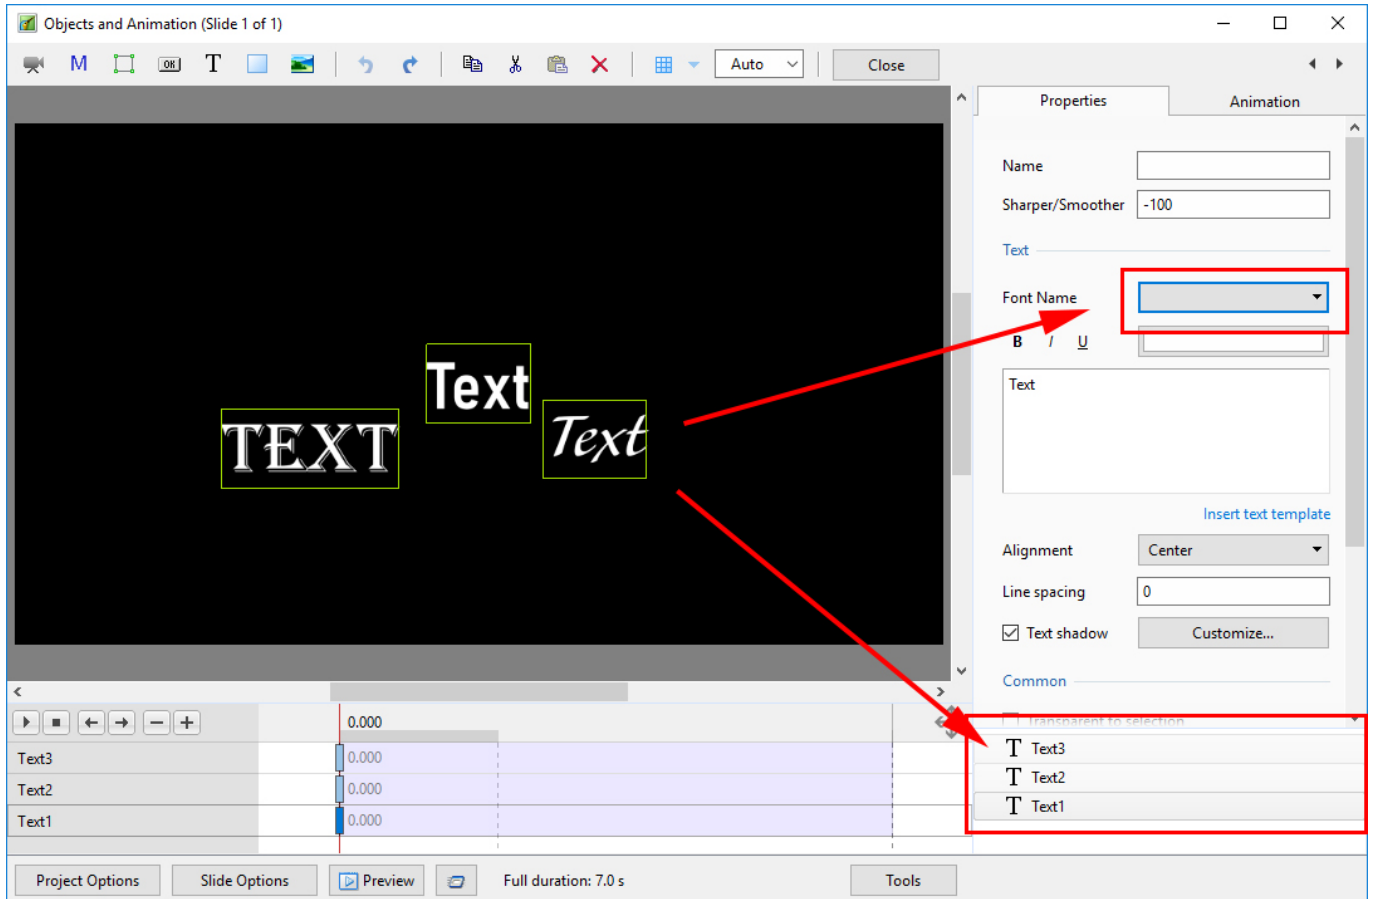 Objects and Animation (Slide 1 of 1)
M OK T Auto Close
Properties Animation
Name
Sharper/Smoother -100
Text
Font Name
B I U
Text
Text
TEXT
Text
Insert text template
Alignment Center
Line spacing 0
Text shadow Customize...
Common
Transparent to selection
0.000
Text3 0.000
Text2 0.000
Text1 0.000
T Text3
T Text2
T Text1
Project Options Slide Options Preview Full duration: 7.0 s Tools